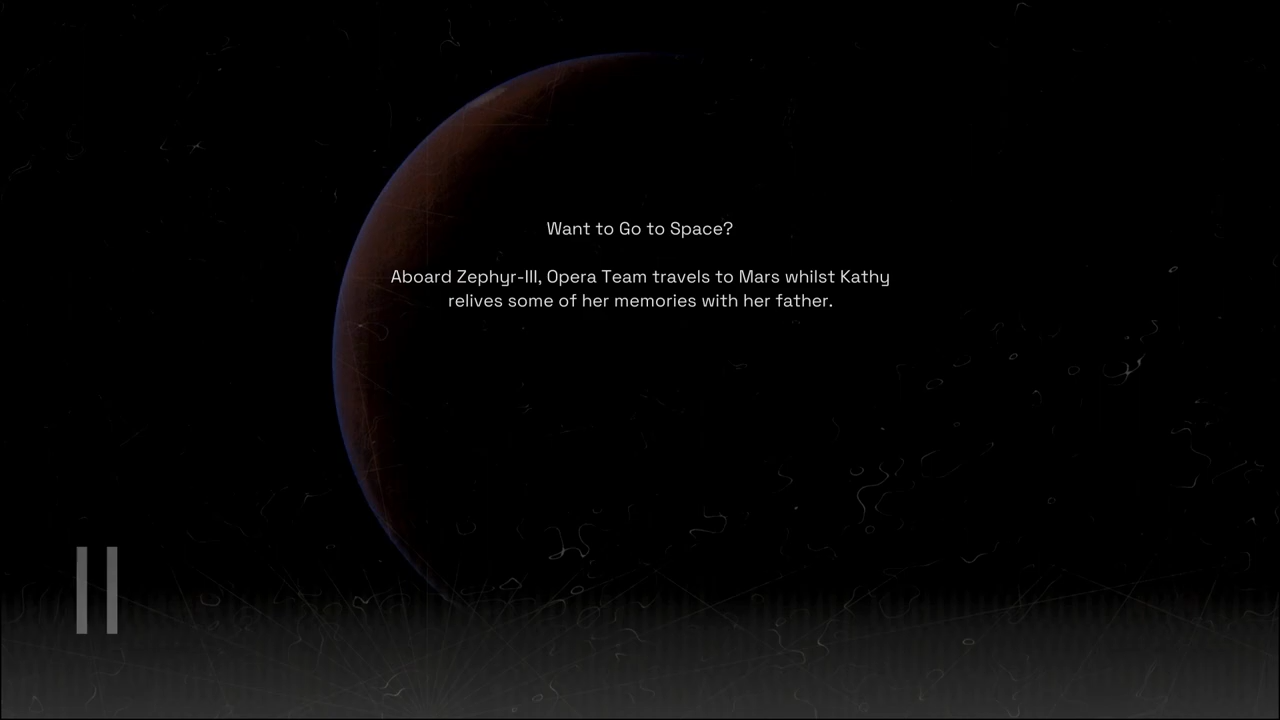 Want to Go to Space?
Aboard Zephyr-III, Opera Team travels to Mars whilst Kathy
relives some of her memories with her father.